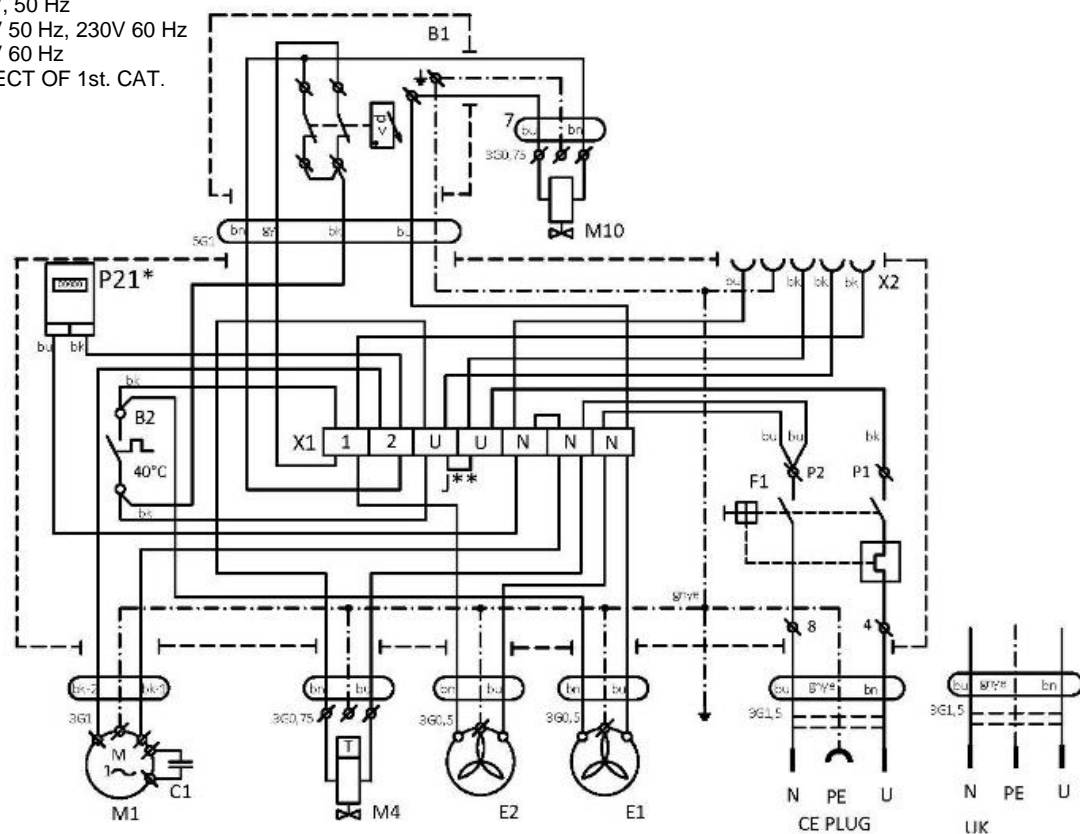 , 50 Hz
/ 50 Hz, 230V 60 Hz
/ 60 Hz
ECT OF 1st. CAT.
B1
P>
7
bu bn
3G0,75
M10
bn gy bk bu
5G1
P21*
00000
bu bk
bu bk bk
X2
bk
B2
40°C
bk
X1 1 2 U U N N N
**
bu bu bk
F1 P2 P1
gnye
8 4
bk-2 bk-1
3G1
M
1~
C1
M1
bn bu
3G0,75
T
M4
bn bu
3G0,5
E2
bn bu
3G0,5
E1
bu gnye bn
3G1,5
N PE U
CE PLUG
bu gnye bn
3G1,5
N PE U
UK